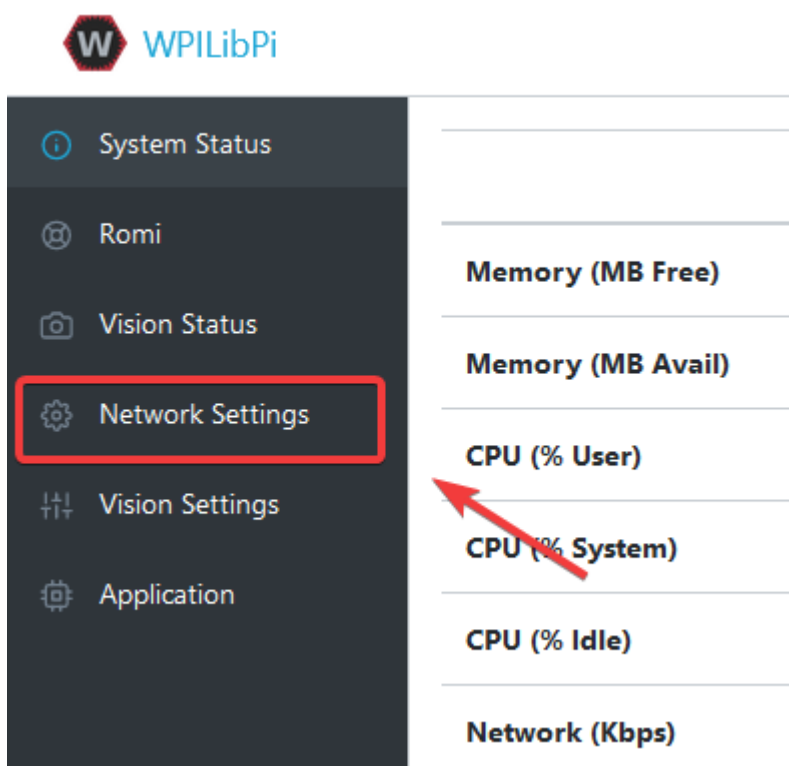 W WPILibPi
System Status
Romi
Vision Status
Network Settings
Vision Settings
Application
Memory (MB Free)
Memory (MB Avail)
CPU (% User)
CPU (% System)
CPU (% Idle)
Network (Kbps)